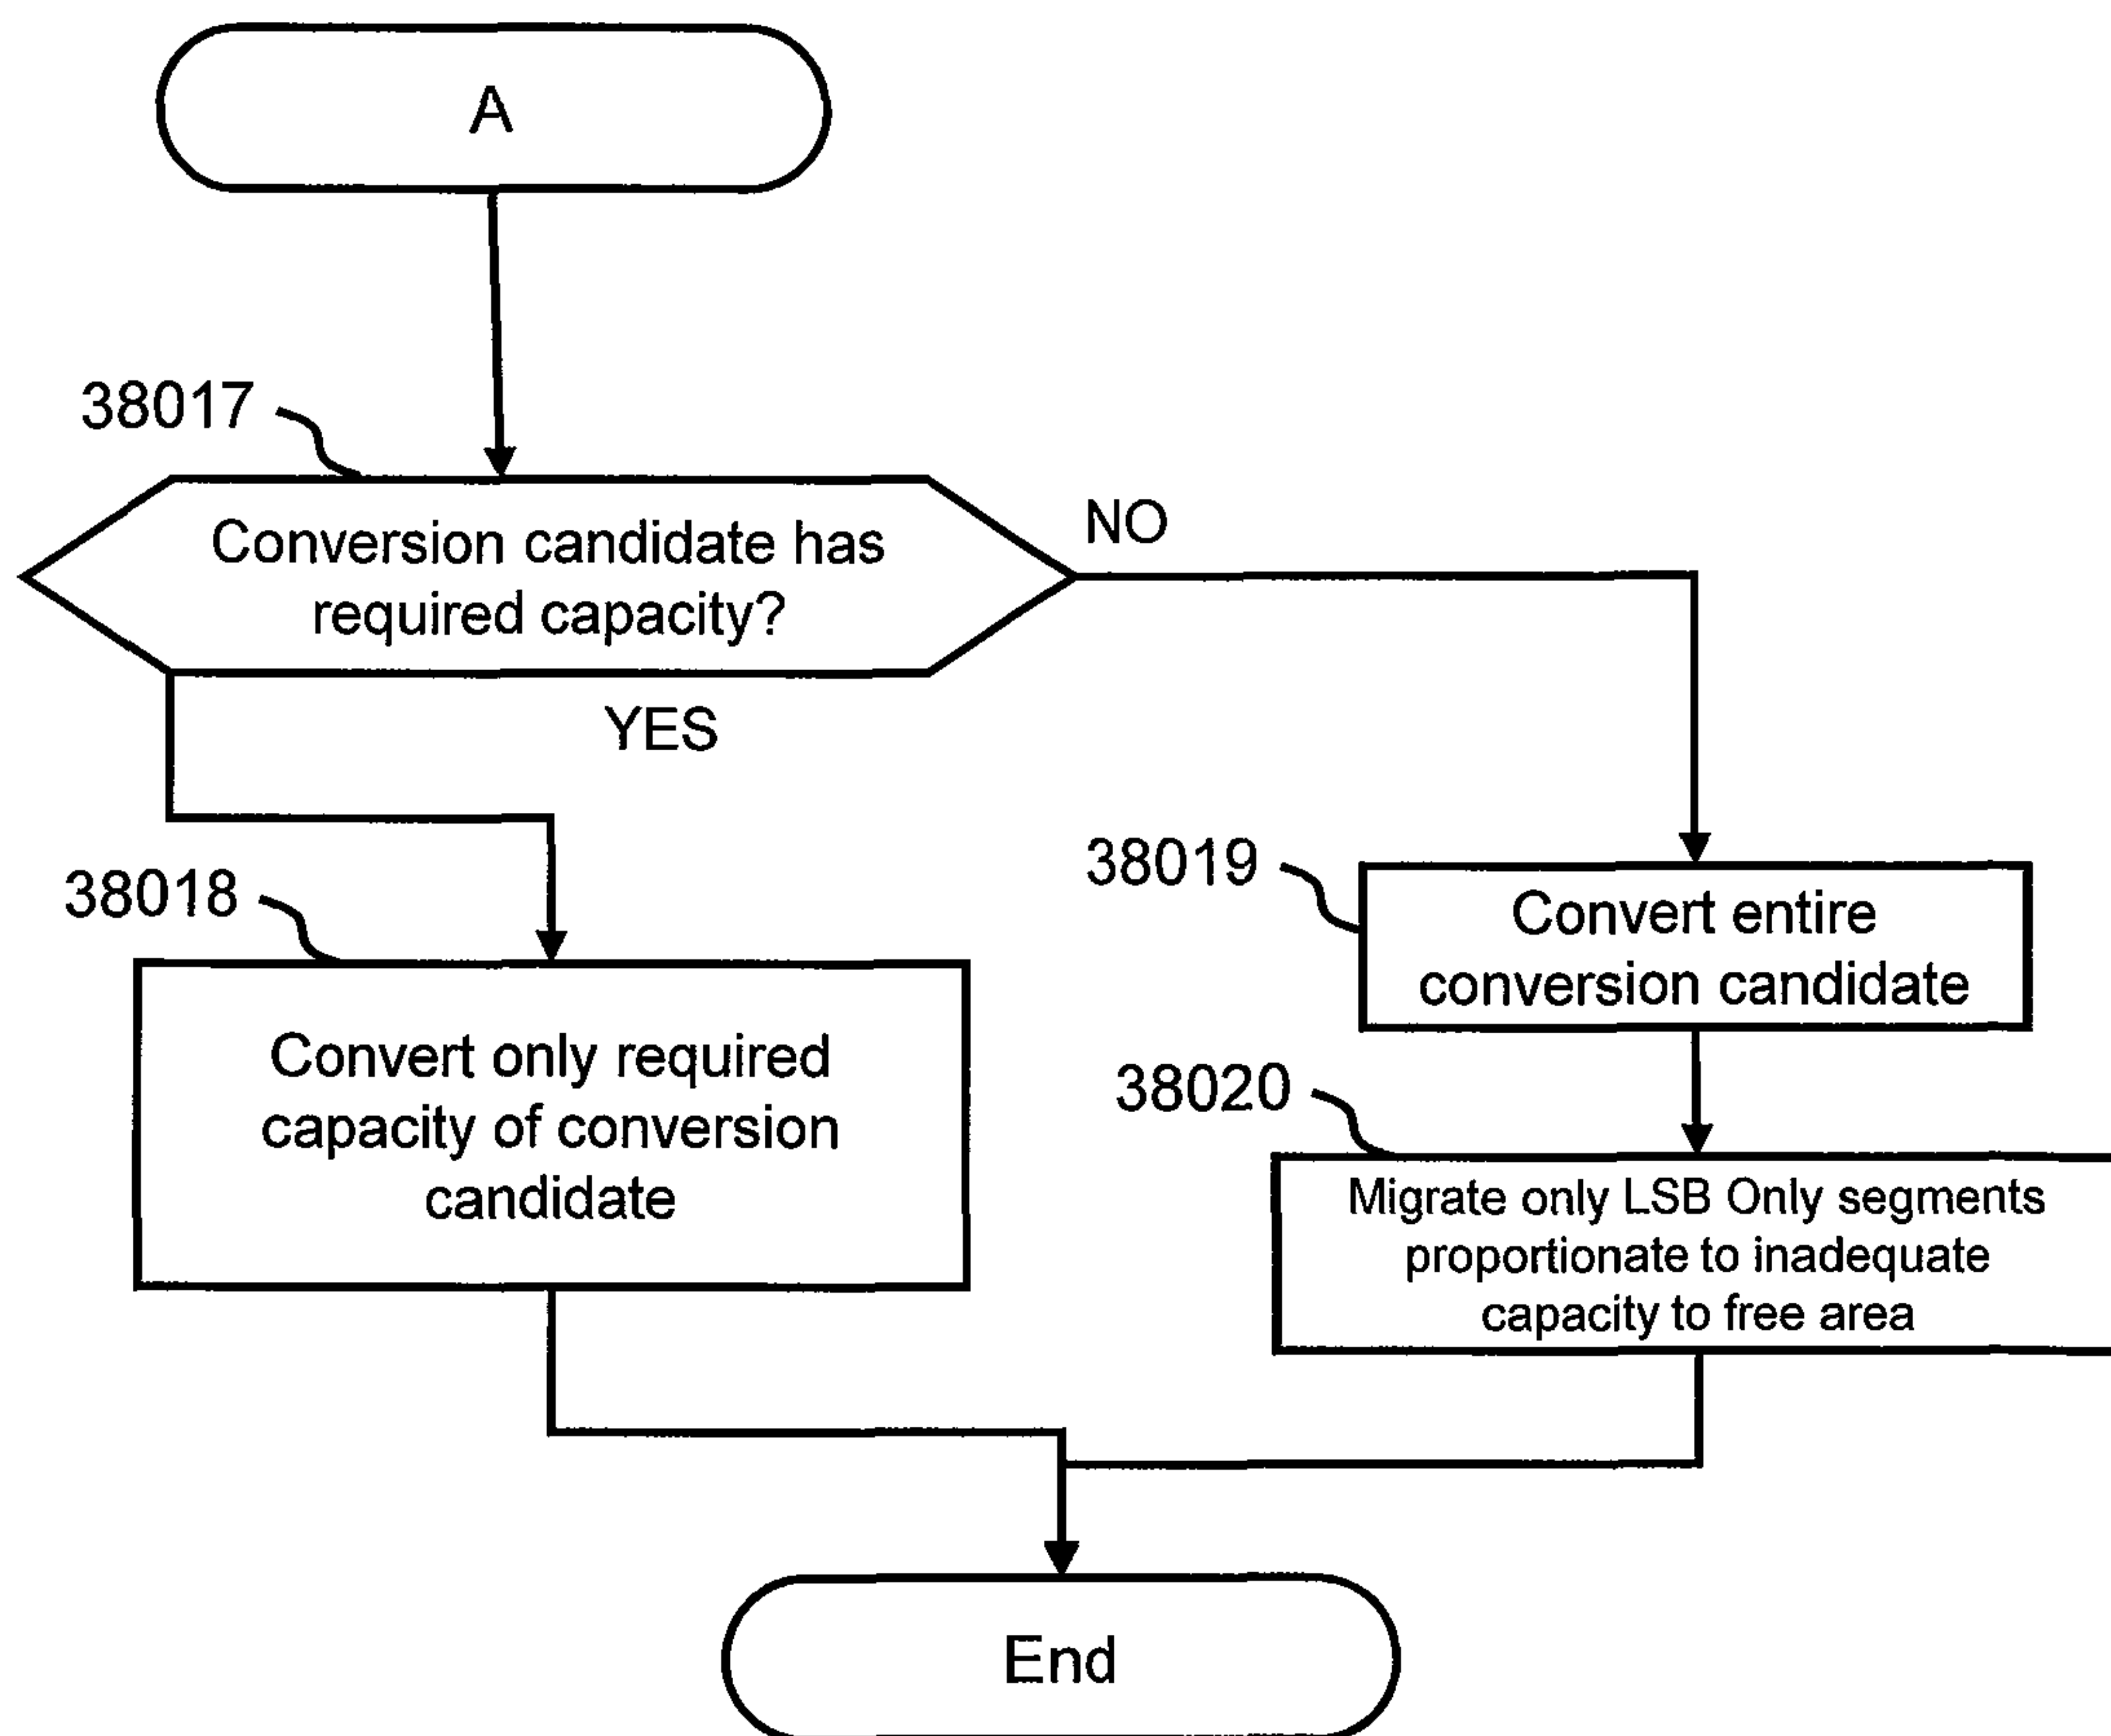 A
38017
Conversion candidate has
required capacity?
NO
YES
38018
Convert only required
capacity of conversion
candidate
38019
Convert entire
conversion candidate
38020
Migrate only LSB Only segments
proportionate to inadequate
capacity to free area
End